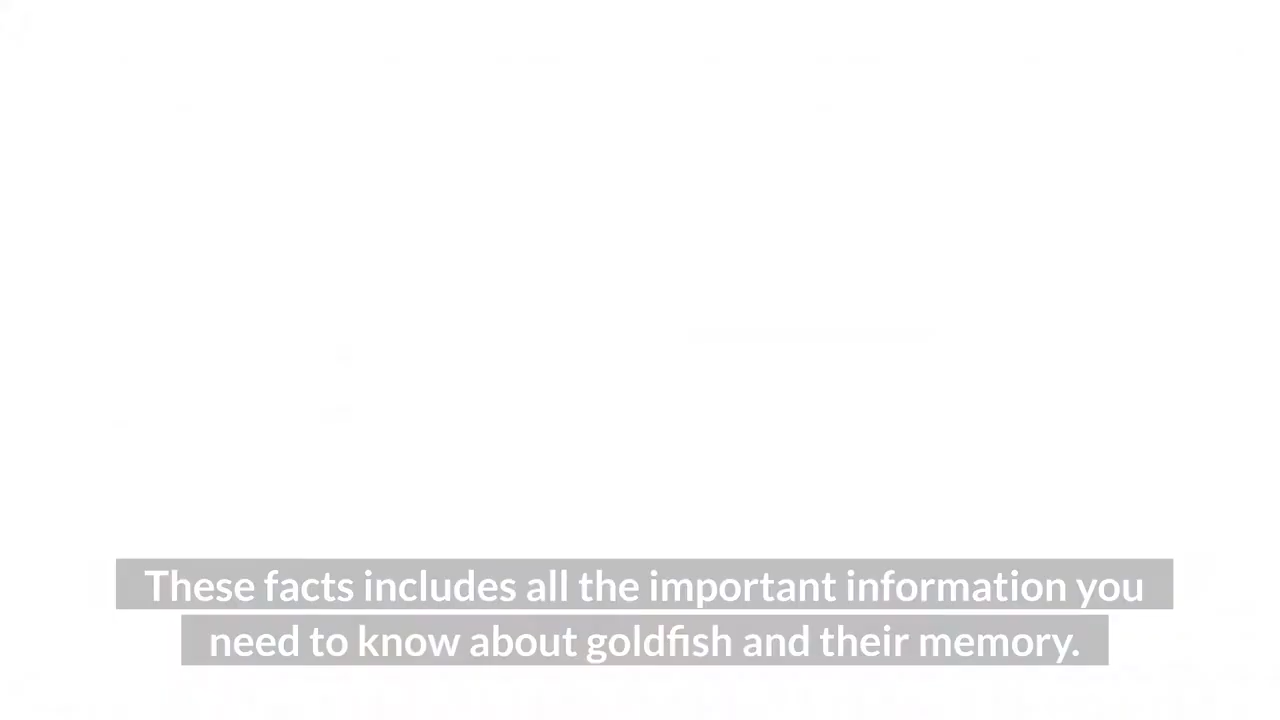 These facts includes all the important information you
need to know about goldfish and their memory.